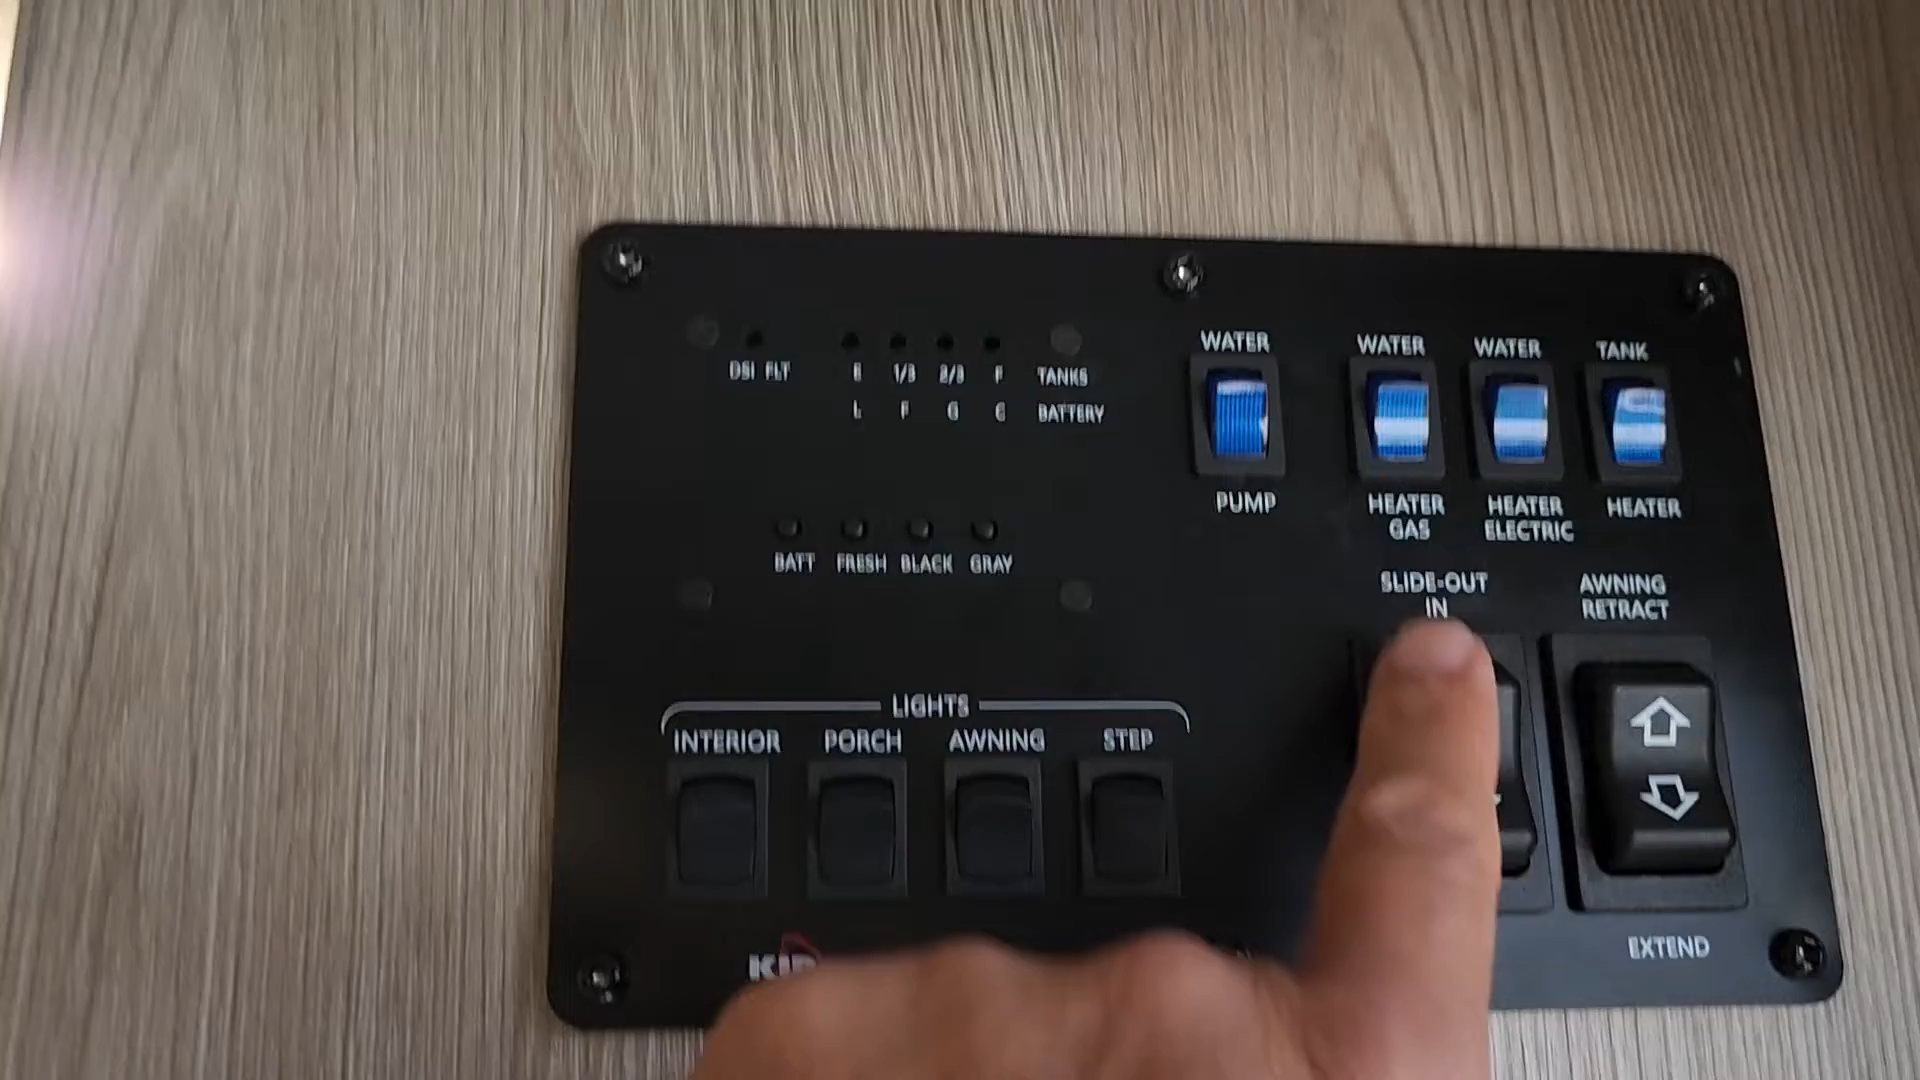 DSI FLT
E 1/3 2/3 F TANKS
L F G C BATTERY
BATT FRESH BLACK GRAY
WATER
PUMP
WATER
HEATER
GAS
WATER
HEATER
ELECTRIC
TANK
HEATER
SLIDE-OUT
IN
AWNING
RETRACT
EXTEND
LIGHTS
INTERIOR PORCH AWNING STEP